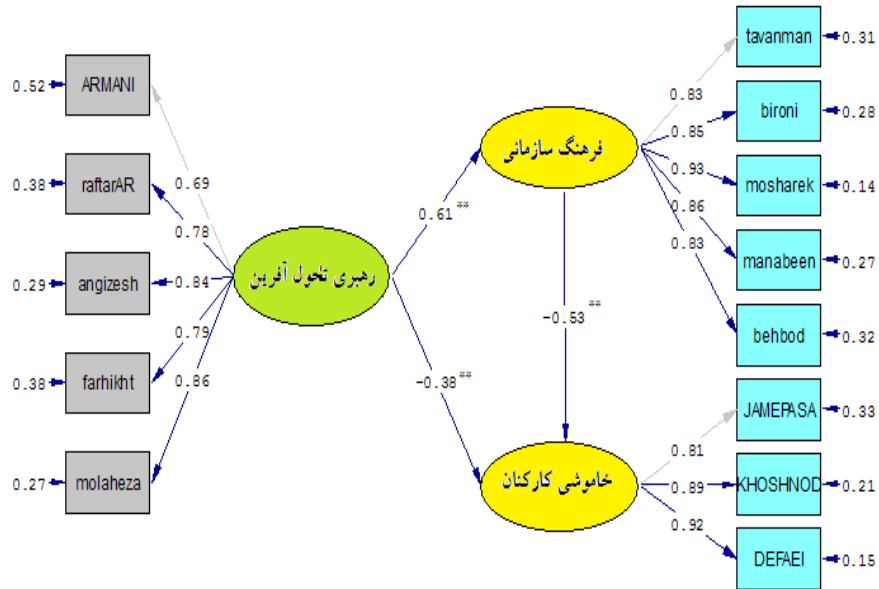 0.52
ARMANI
0.38
raftarAR
0.29
angizesh
0.38
farhikht
0.27
molaheza
0.69
0.78
0.84
0.79
0.86
رهبری تحول آفرین
0.61**
-0.38**
فرهنگ سازمانی
-0.53**
خاموشی کارکنان
0.83
0.85
0.93
0.86
0.83
0.81
0.89
0.92
tavanman
0.31
bironi
0.28
mosharek
0.14
manabeen
0.27
behbod
0.32
JAMEPASA
0.33
KHOSHNOD
0.21
DEFAEI
0.15